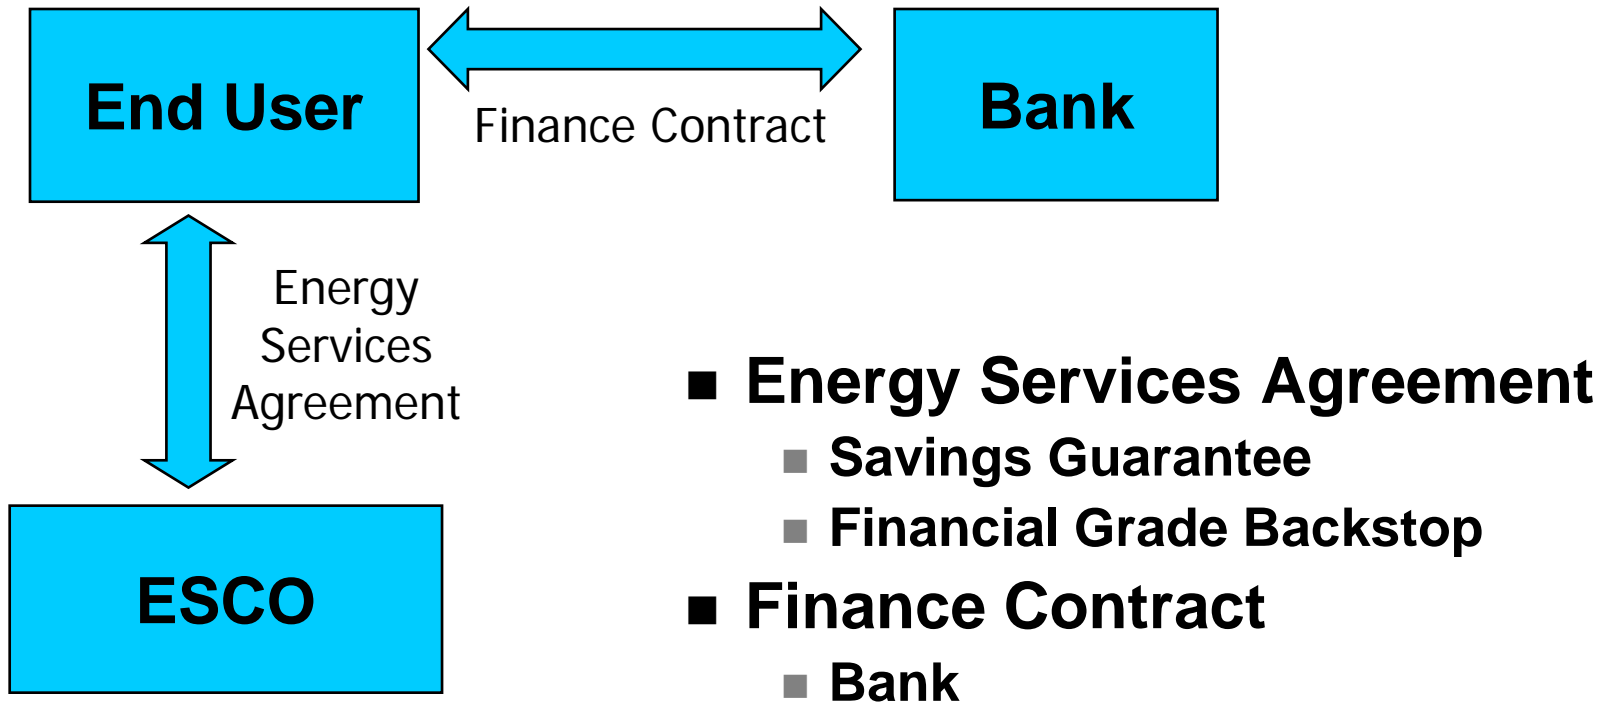 End User
Finance Contract
Bank
Energy
Services
Agreement
ESCO
■ Energy Services Agreement
■ Savings Guarantee
■ Financial Grade Backstop
■ Finance Contract
■ Bank